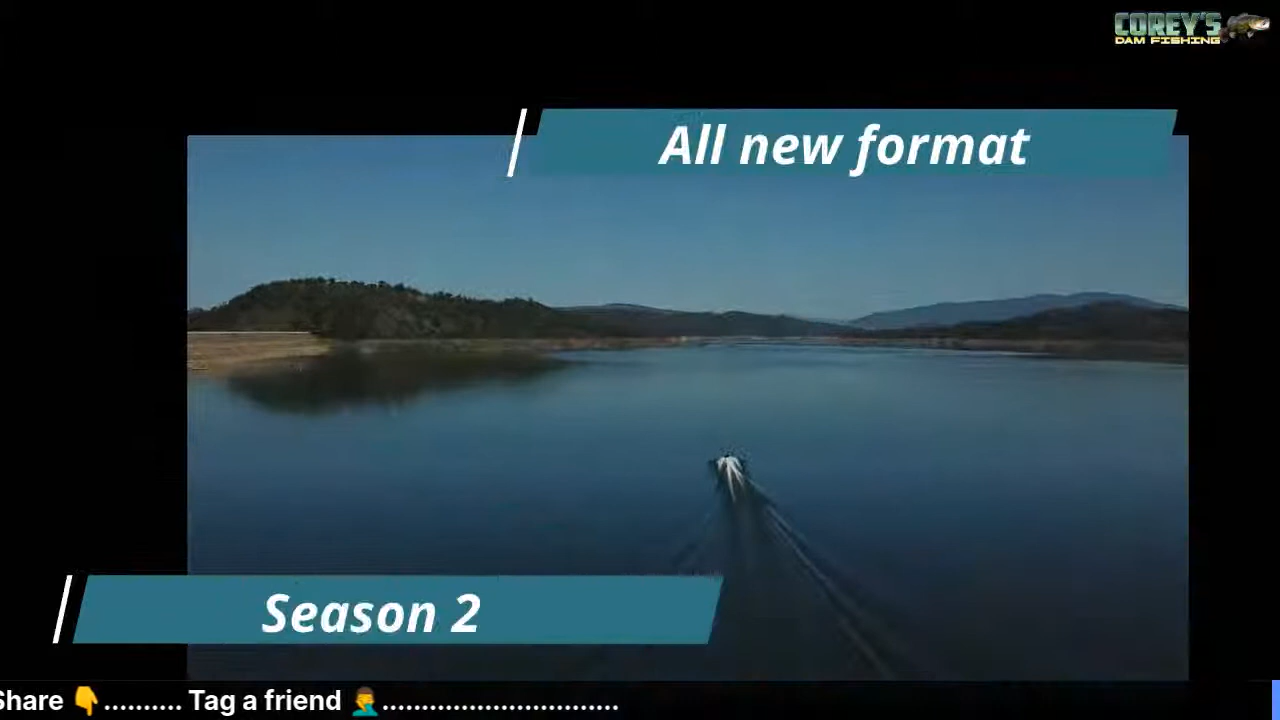 COREY'S
DAM FISHING
All new format
Season 2
Share 👇.......... Tag a friend 🤦‍♂️............................